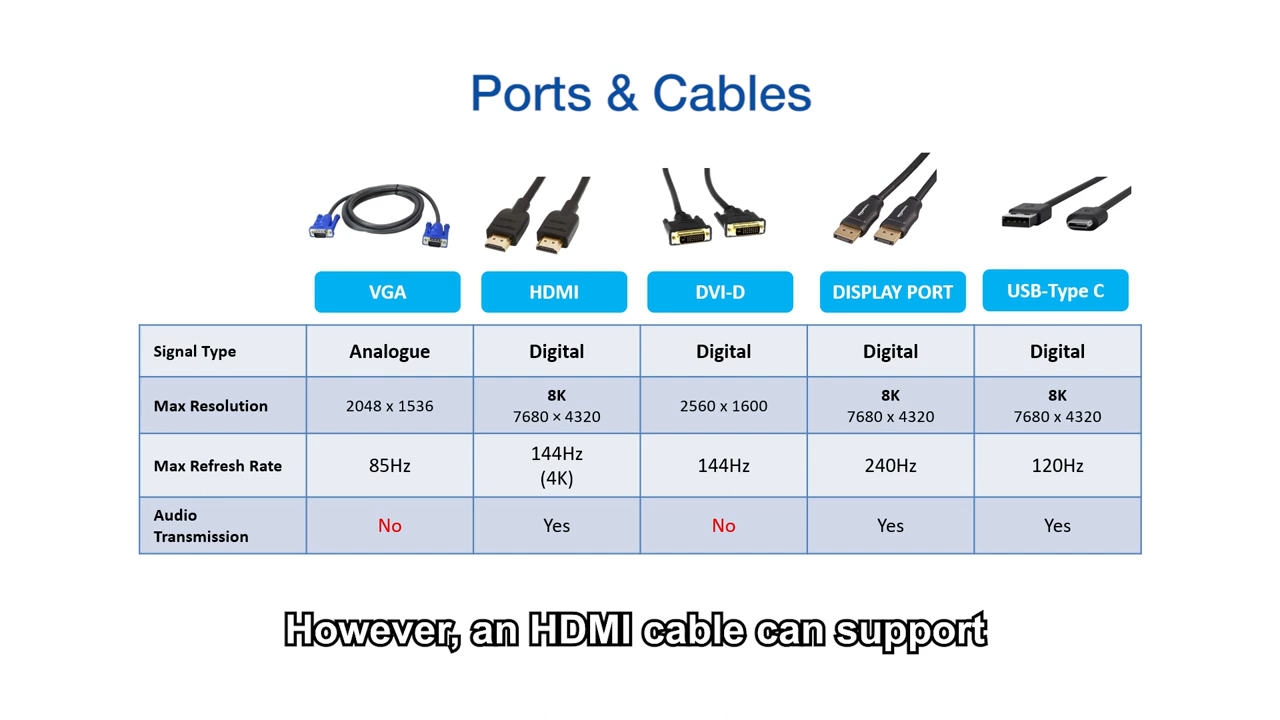 Ports & Cables
VGA
HDMI
DVI-D
DISPLAY PORT
USB-Type C
Signal Type
Analogue
Digital
Digital
Digital
Digital
Max Resolution
2048 x 1536
8K
7680 × 4320
2560 x 1600
8K
7680 x 4320
8K
7680 x 4320
Max Refresh Rate
85Hz
144Hz
(4K)
144Hz
240Hz
120Hz
Audio
Transmission
No
Yes
No
Yes
Yes
However, an HDMI cable can support